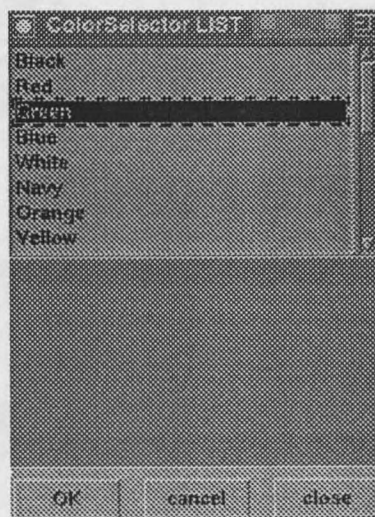 ColorSelector LIST
Black
Red
Green
Blue
White
Navy
Orange
Yellow
OK cancel close